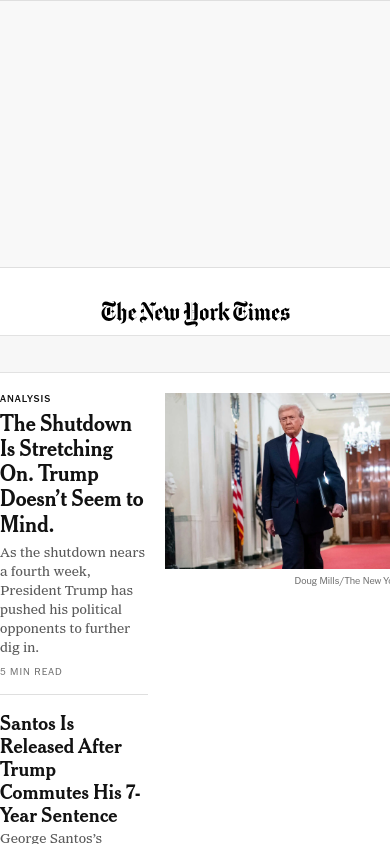 The New York Times
ANALYSIS
The Shutdown
Is Stretching
On. Trump
Doesn’t Seem to
Mind.
As the shutdown nears
a fourth week,
President Trump has
pushed his political
opponents to further
dig in.
5 MIN READ
Doug Mills/The New Yo
Santos Is
Released After
Trump
Commutes His 7-
Year Sentence
George Santos’s